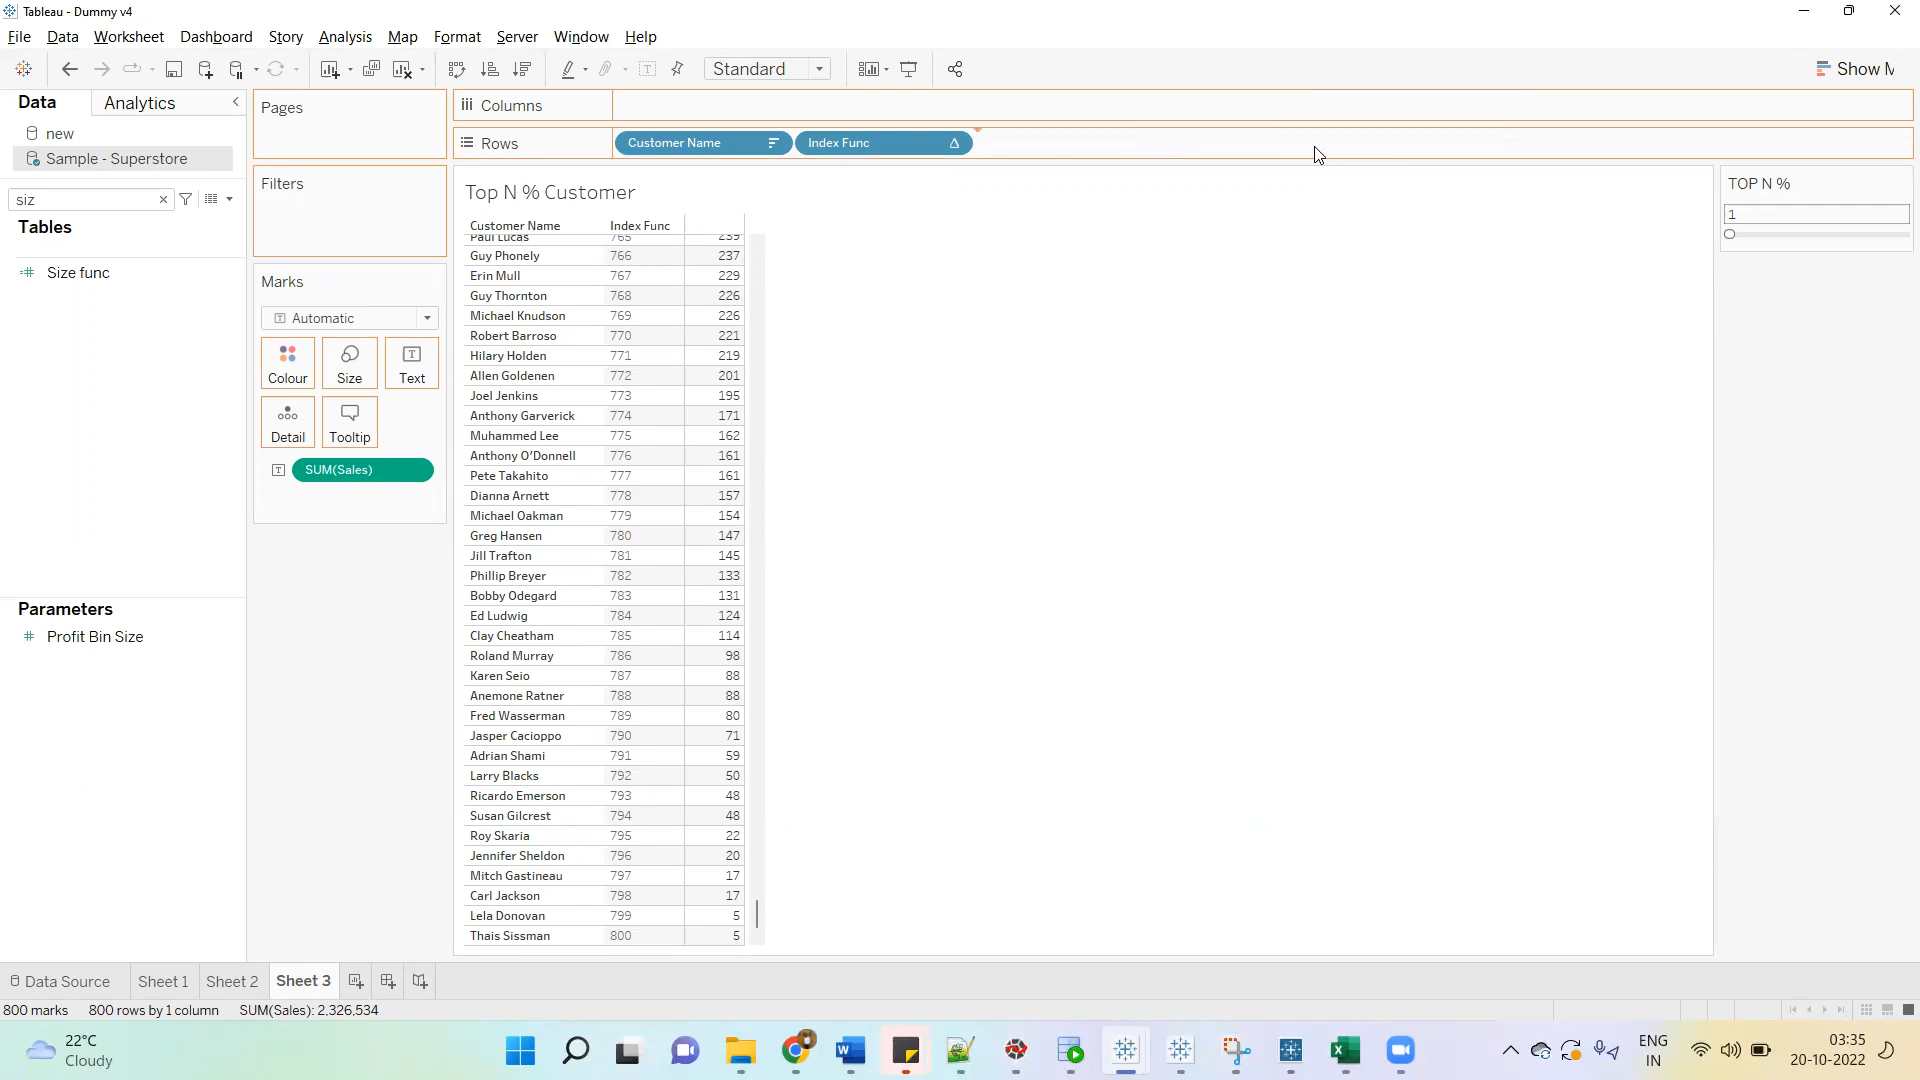 Tableau - Dummy v4
File Data Worksheet Dashboard Story Analysis Map Format Server Window Help
Standard
Show M
Data
Analytics
new
Sample - Superstore
siz
Tables
Size func
Parameters
Profit Bin Size
Pages
Filters
Marks
Automatic
Colour
Size
Text
Detail
Tooltip
SUM(Sales)
Columns
Rows
Customer Name
Index Func
Top N % Customer
Customer Name Index Func
Paul Lucas 765 239
Guy Phonely 766 237
Erin Mull 767 229
Guy Thornton 768 226
Michael Knudson 769 226
Robert Barroso 770 221
Hilary Holden 771 219
Allen Goldenen 772 201
Joel Jenkins 773 195
Anthony Garverick 774 171
Muhammed Lee 775 162
Anthony O'Donnell 776 161
Pete Takahito 777 161
Dianna Arnett 778 157
Michael Oakman 779 154
Greg Hansen 780 147
Jill Trafton 781 145
Phillip Breyer 782 133
Bobby Odegard 783 131
Ed Ludwig 784 124
Clay Cheatham 785 114
Roland Murray 786 98
Karen Seio 787 88
Anemone Ratner 788 88
Fred Wasserman 789 80
Jasper Cacioppo 790 71
Adrian Shami 791 59
Larry Blacks 792 50
Ricardo Emerson 793 48
Susan Gilcrest 794 48
Roy Skaria 795 22
Jennifer Sheldon 796 20
Mitch Gastineau 797 17
Carl Jackson 798 17
Lela Donovan 799 5
Thais Sissman 800 5
TOP N %
1
Data Source Sheet 1 Sheet 2 Sheet 3
800 marks 800 rows by 1 column SUM(Sales): 2,326,534
22°C
Cloudy
ENG
IN
03:35
20-10-2022